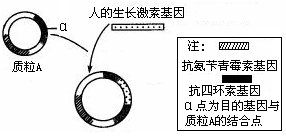 人的生长激素基因
α
质粒A
注:
抗氨苄青霉素基因
抗四环素基因
α点为目的基因与
质粒A的结合点